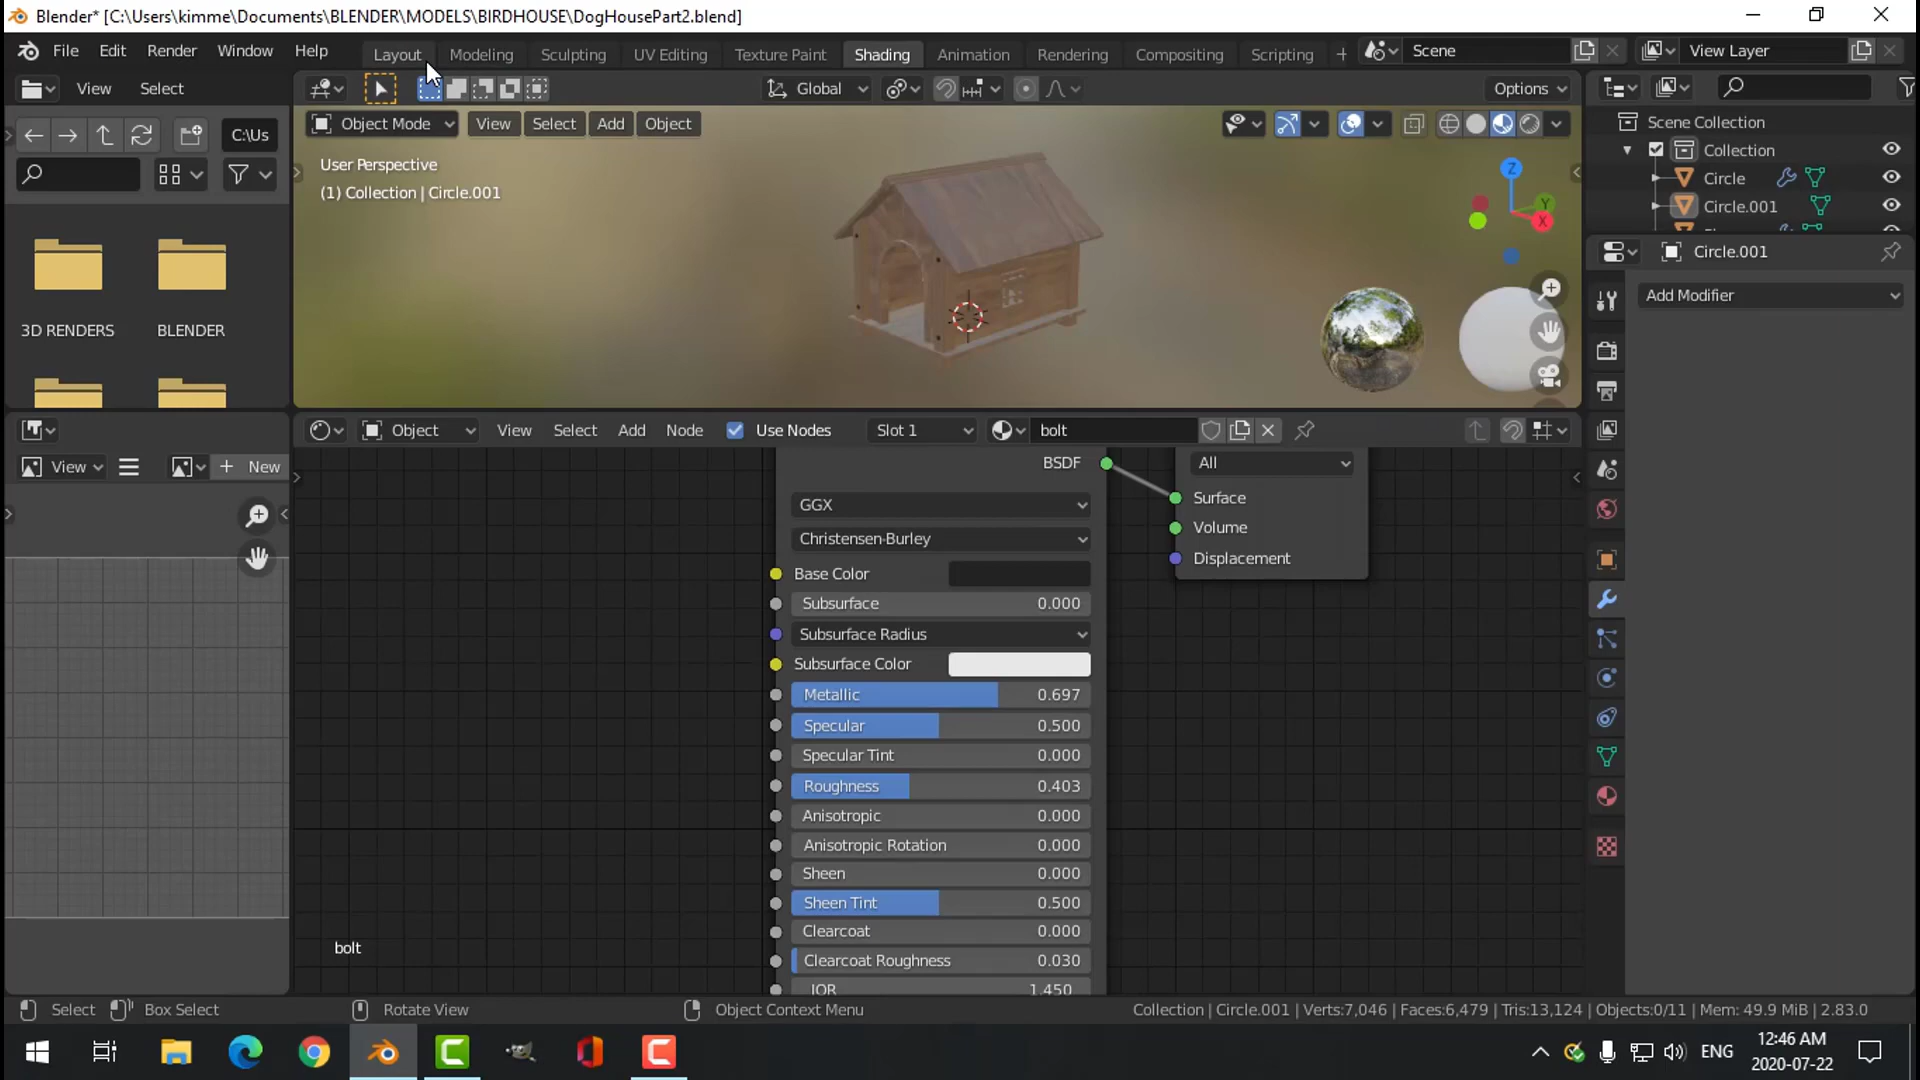 Blender* [C:\Users\kimme\Documents\BLENDER\MODELS\BIRDHOUSE\DogHousePart2.blend]
File Edit Render Window Help Layout Modeling Sculpting UV Editing Texture Paint Shading Animation Rendering Compositing Scripting + Scene View Layer
View Select Global Options
Object Mode View Select Add Object
C:\Us
User Perspective
(1) Collection | Circle.001
Scene Collection
Collection
Circle
Circle.001
Z
Y
X
Circle.001
Add Modifier
3D RENDERS BLENDER
Object View Select Add Node Use Nodes Slot 1 bolt
View + New
BSDF
GGX
Christensen-Burley
Base Color
Subsurface 0.000
Subsurface Radius
Subsurface Color
Metallic 0.697
Specular 0.500
Specular Tint 0.000
Roughness 0.403
Anisotropic 0.000
Anisotropic Rotation 0.000
Sheen 0.000
Sheen Tint 0.500
Clearcoat 0.000
Clearcoat Roughness 0.030
IOR 1.450
All
Surface
Volume
Displacement
bolt
Select Box Select Rotate View Object Context Menu Collection | Circle.001 | Verts:7,046 | Faces:6,479 | Tris:13,124 | Objects:0/11 | Mem: 49.9 MiB | 2.83.0
ENG
12:46 AM
2020-07-22